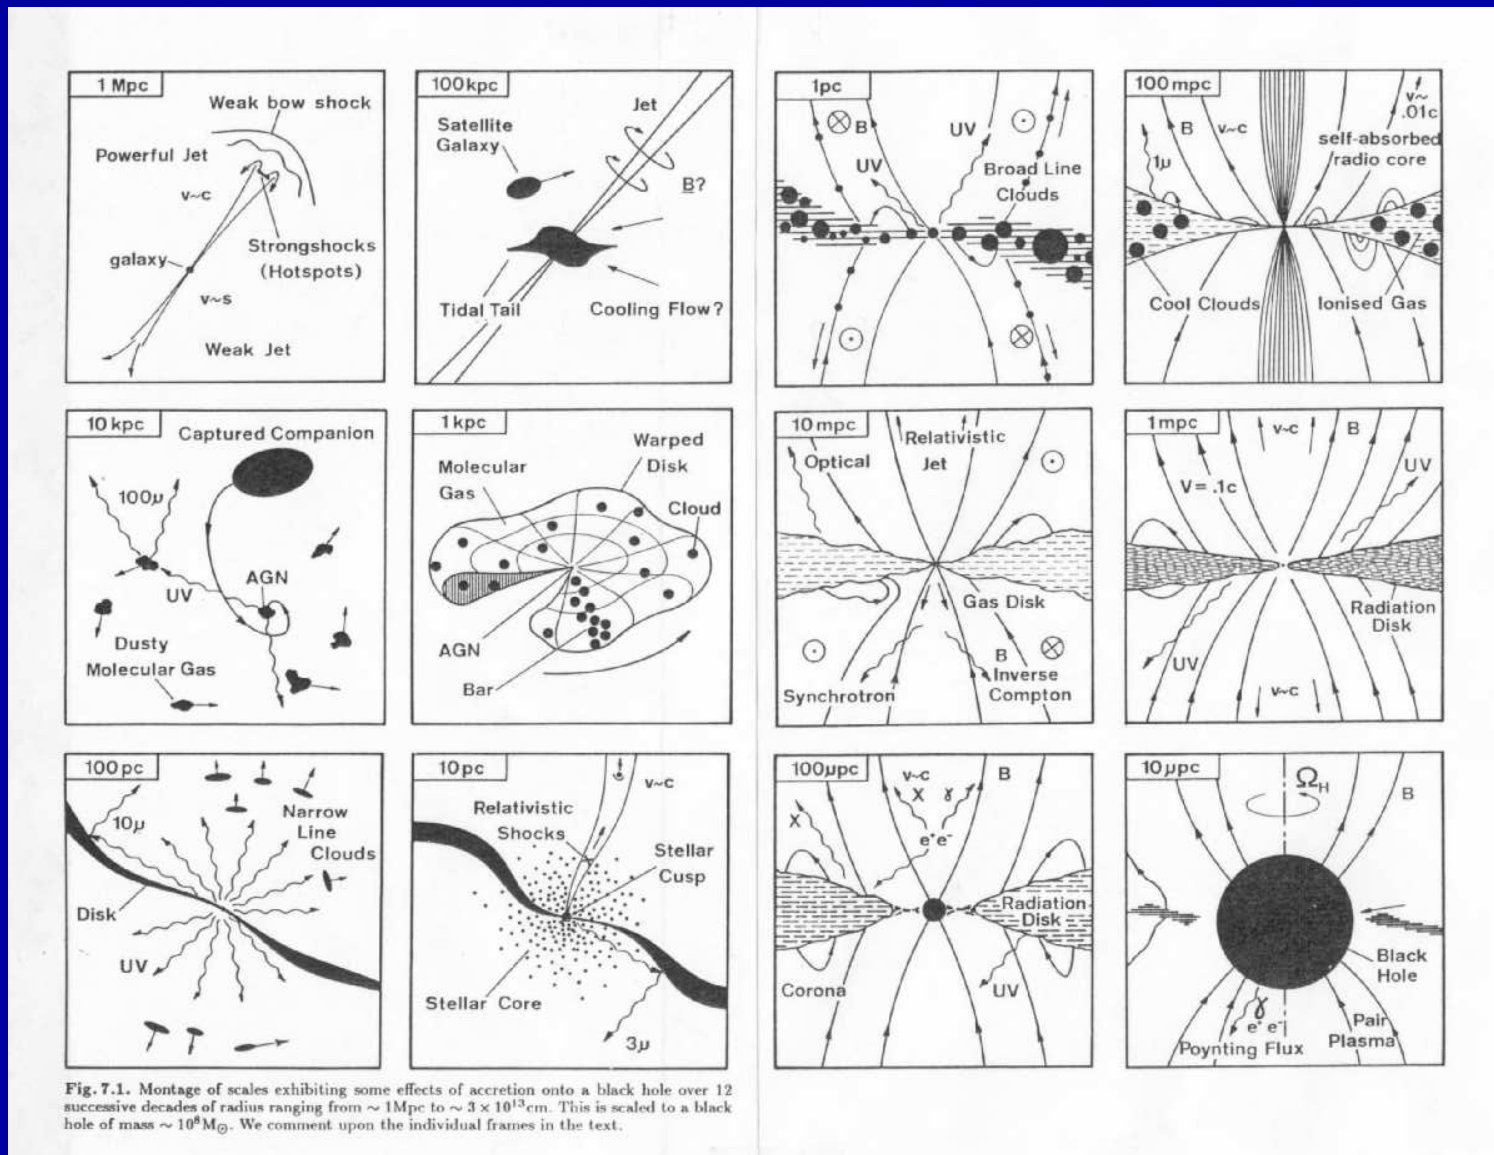 1 Mpc
Weak bow shock
Powerful Jet
v~c
galaxy
Strongshocks
(Hotspots)
v~s
Weak Jet
100kpc
Jet
Satellite
Galaxy
B?
Tidal Tail
Cooling Flow?
1pc
⊗ B
UV
⊙
UV
Broad Line
Clouds
⊙
⊗
100mpc
B
v~c
v~
.01c
self-absorbed
radio core
1μ
Cool Clouds
Ionised Gas
10kpc
Captured Companion
100μ
AGN
UV
Dusty
Molecular Gas
1kpc
Warped
Disk
Molecular
Gas
Cloud
AGN
Bar
10mpc
Relativistic
Jet
Optical
⊙
Gas Disk
⊙
B
⊗
Inverse
Compton
Synchrotron
1mpc
v~c
B
UV
V=.1c
Radiation
Disk
UV
v~c
100pc
10μ
Narrow
Line
Clouds
Disk
UV
10pc
v~c
Relativistic
Shocks
Stellar
Cusp
Stellar Core
3μ
100μpc
v~c
B
X γ
X
e⁺e⁻
Radiation
Disk
Corona
UV
10μpc
Ω_H
B
Black
Hole
γ
e⁺ e⁻
Pair
Plasma
Poynting Flux
Fig. 7.1. Montage of scales exhibiting some effects of accretion onto a black hole over 12
successive decades of radius ranging from ~ 1Mpc to ~ 3 × 10¹³cm. This is scaled to a black
hole of mass ~ 10⁸M⊙. We comment upon the individual frames in the text.